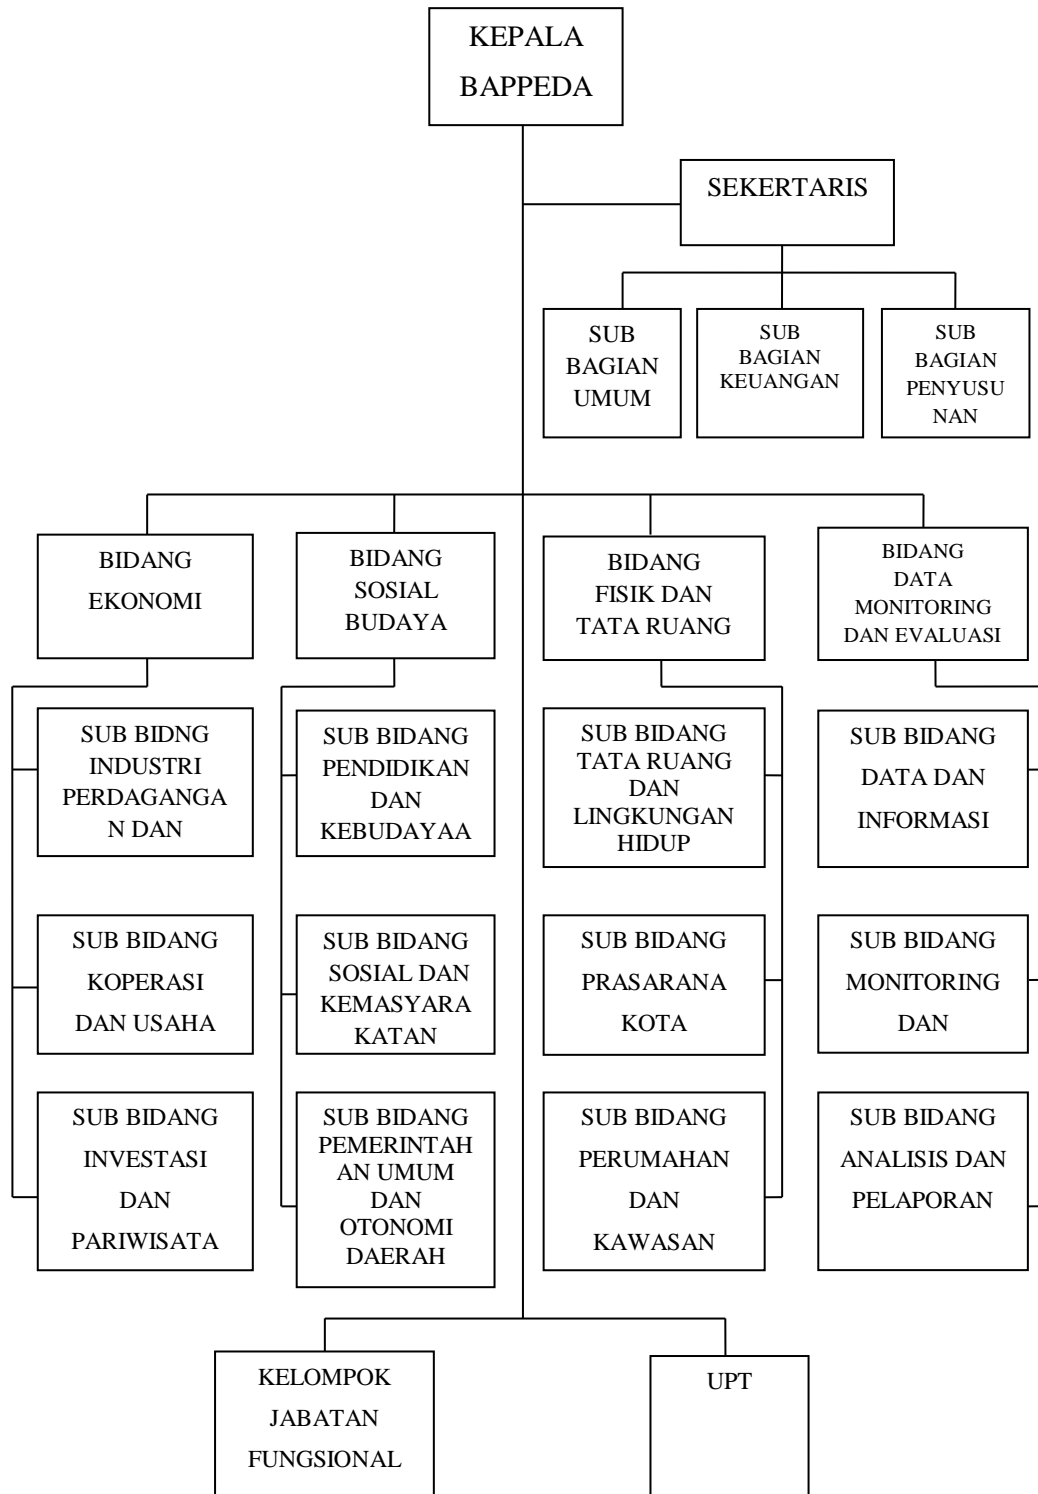 KEPALA
BAPPEDA
SEKERTARIS
SUB
BAGIAN
UMUM
SUB
BAGIAN
KEUANGAN
SUB
BAGIAN
PENYUSU
NAN
BIDANG
EKONOMI
BIDANG
SOSIAL
BUDAYA
BIDANG
FISIK DAN
TATA RUANG
BIDANG
DATA
MONITORING
DAN EVALUASI
SUB BIDNG
INDUSTRI
PERDAGANGA
N DAN
SUB BIDANG
PENDIDIKAN
DAN
KEBUDAYAA
SUB BIDANG
TATA RUANG
DAN
LINGKUNGAN
HIDUP
SUB BIDANG
DATA DAN
INFORMASI
SUB BIDANG
KOPERASI
DAN USAHA
SUB BIDANG
SOSIAL DAN
KEMASYARA
KATAN
SUB BIDANG
PRASARANA
KOTA
SUB BIDANG
MONITORING
DAN
SUB BIDANG
INVESTASI
DAN
PARIWISATA
SUB BIDANG
PEMERINTAH
AN UMUM
DAN
OTONOMI
DAERAH
SUB BIDANG
PERUMAHAN
DAN
KAWASAN
SUB BIDANG
ANALISIS DAN
PELAPORAN
KELOMPOK
JABATAN
FUNGSIONAL
UPT